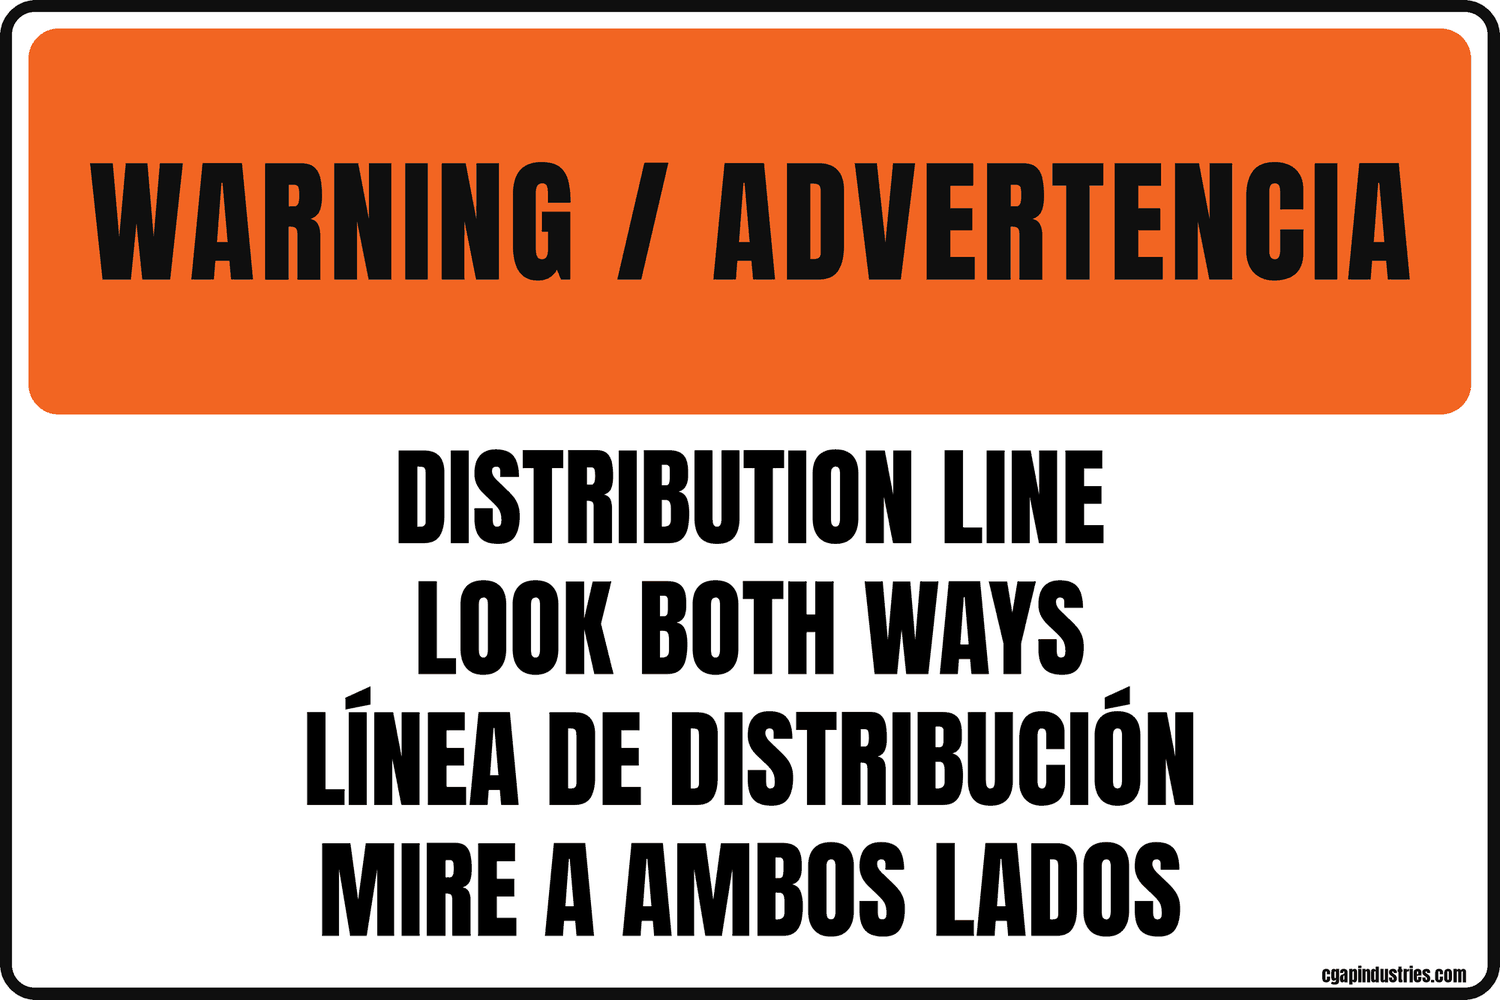 WARNING / ADVERTENCIA
DISTRIBUTION LINE
LOOK BOTH WAYS
LÍNEA DE DISTRIBUCIÓN
MIRE A AMBOS LADOS
cgapindustries.com